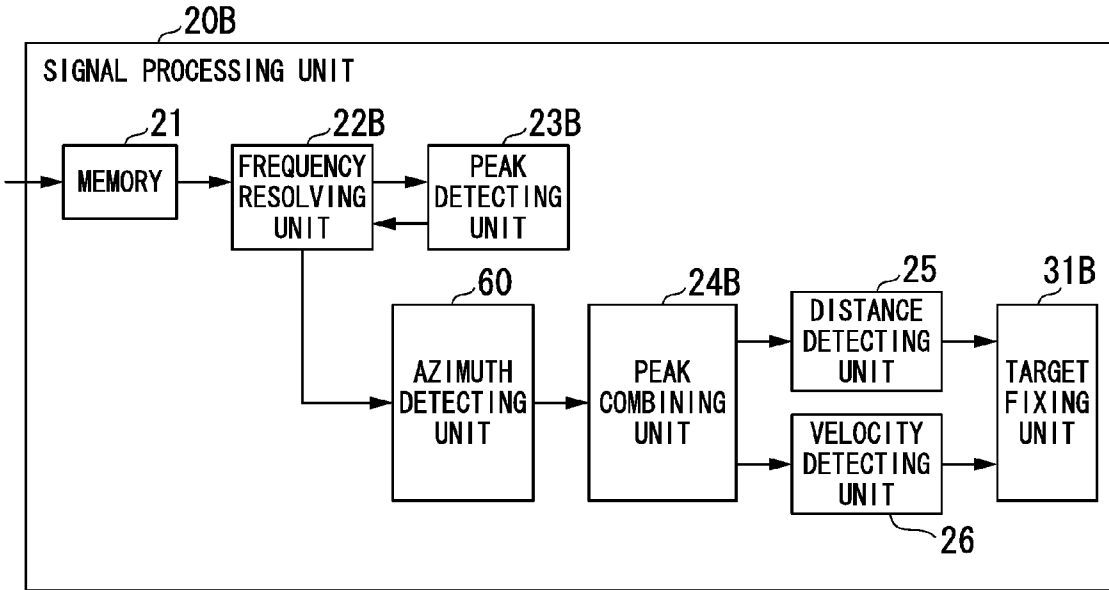 20B
SIGNAL PROCESSING UNIT
21
MEMORY
22B
FREQUENCY
RESOLVING
UNIT
23B
PEAK
DETECTING
UNIT
60
AZIMUTH
DETECTING
UNIT
24B
PEAK
COMBINING
UNIT
25
DISTANCE
DETECTING
UNIT
VELOCITY
DETECTING
UNIT
26
31B
TARGET
FIXING
UNIT